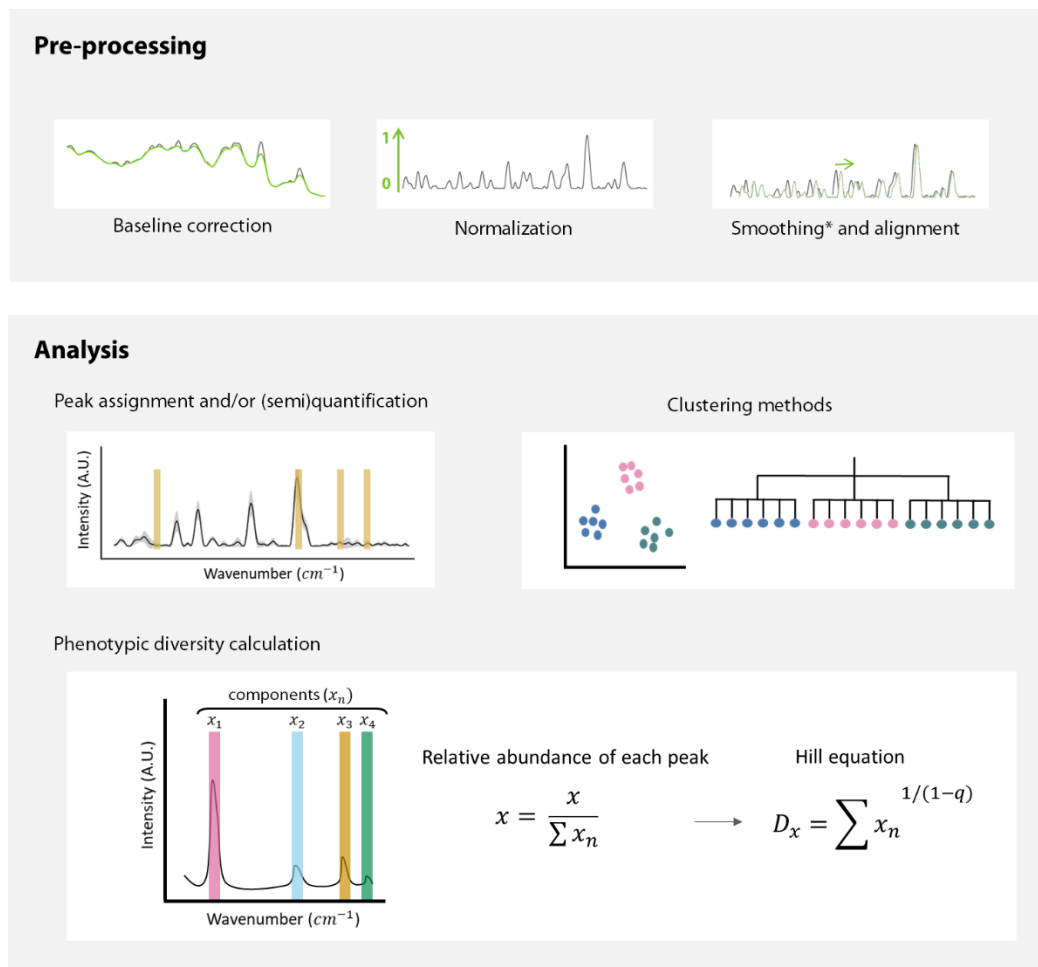 Pre-processing
1
0
Baseline correction
Normalization
Smoothing* and alignment
Analysis
Peak assignment and/or (semi)quantification
Clustering methods
Intensity (A.U.)
Wavenumber (cm⁻¹)
Phenotypic diversity calculation
components (xₙ)
x₁ x₂ x₃ x₄
Intensity (A.U.)
Wavenumber (cm⁻¹)
Relative abundance of each peak
x = x / ∑ xₙ
Hill equation
Dₓ = ∑ xₙ ^ 1/(1−q)